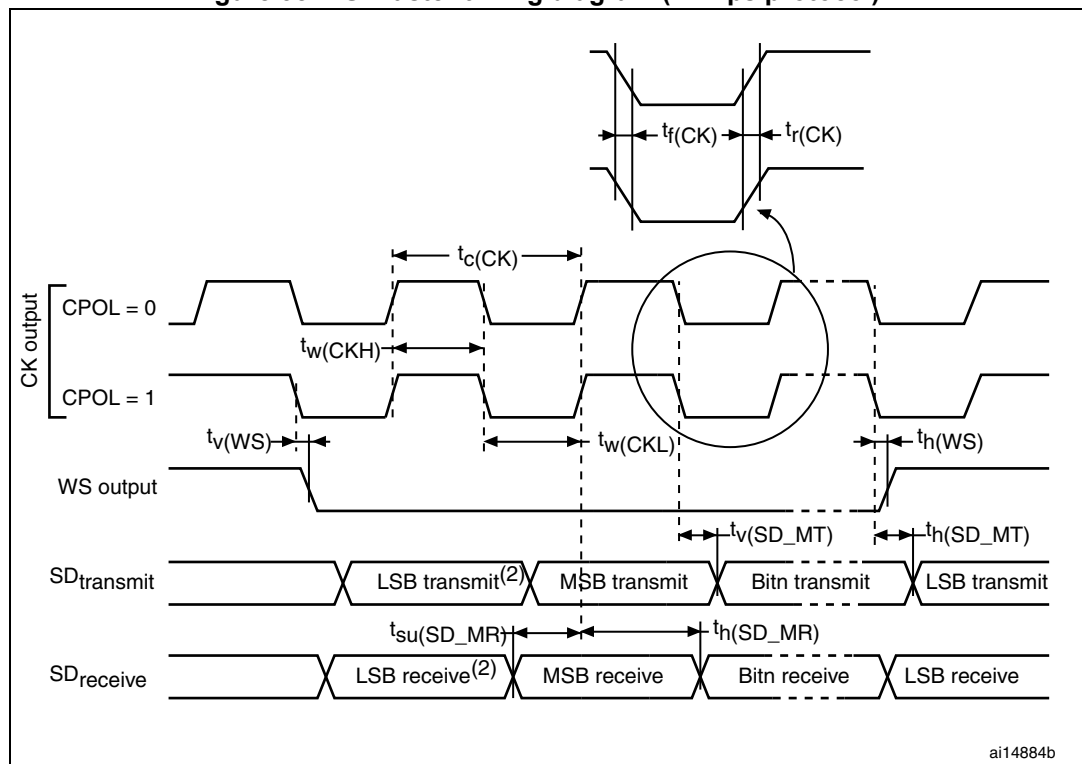 tf(CK)
tr(CK)
tc(CK)
CK output
CPOL = 0
tw(CKH)
CPOL = 1
tv(WS)
tw(CKL)
th(WS)
WS output
tv(SD_MT)
th(SD_MT)
SDtransmit
LSB transmit(2)
MSB transmit
Bitn transmit
LSB transmit
tsu(SD_MR)
th(SD_MR)
SDreceive
LSB receive(2)
MSB receive
Bitn receive
LSB receive
ai14884b